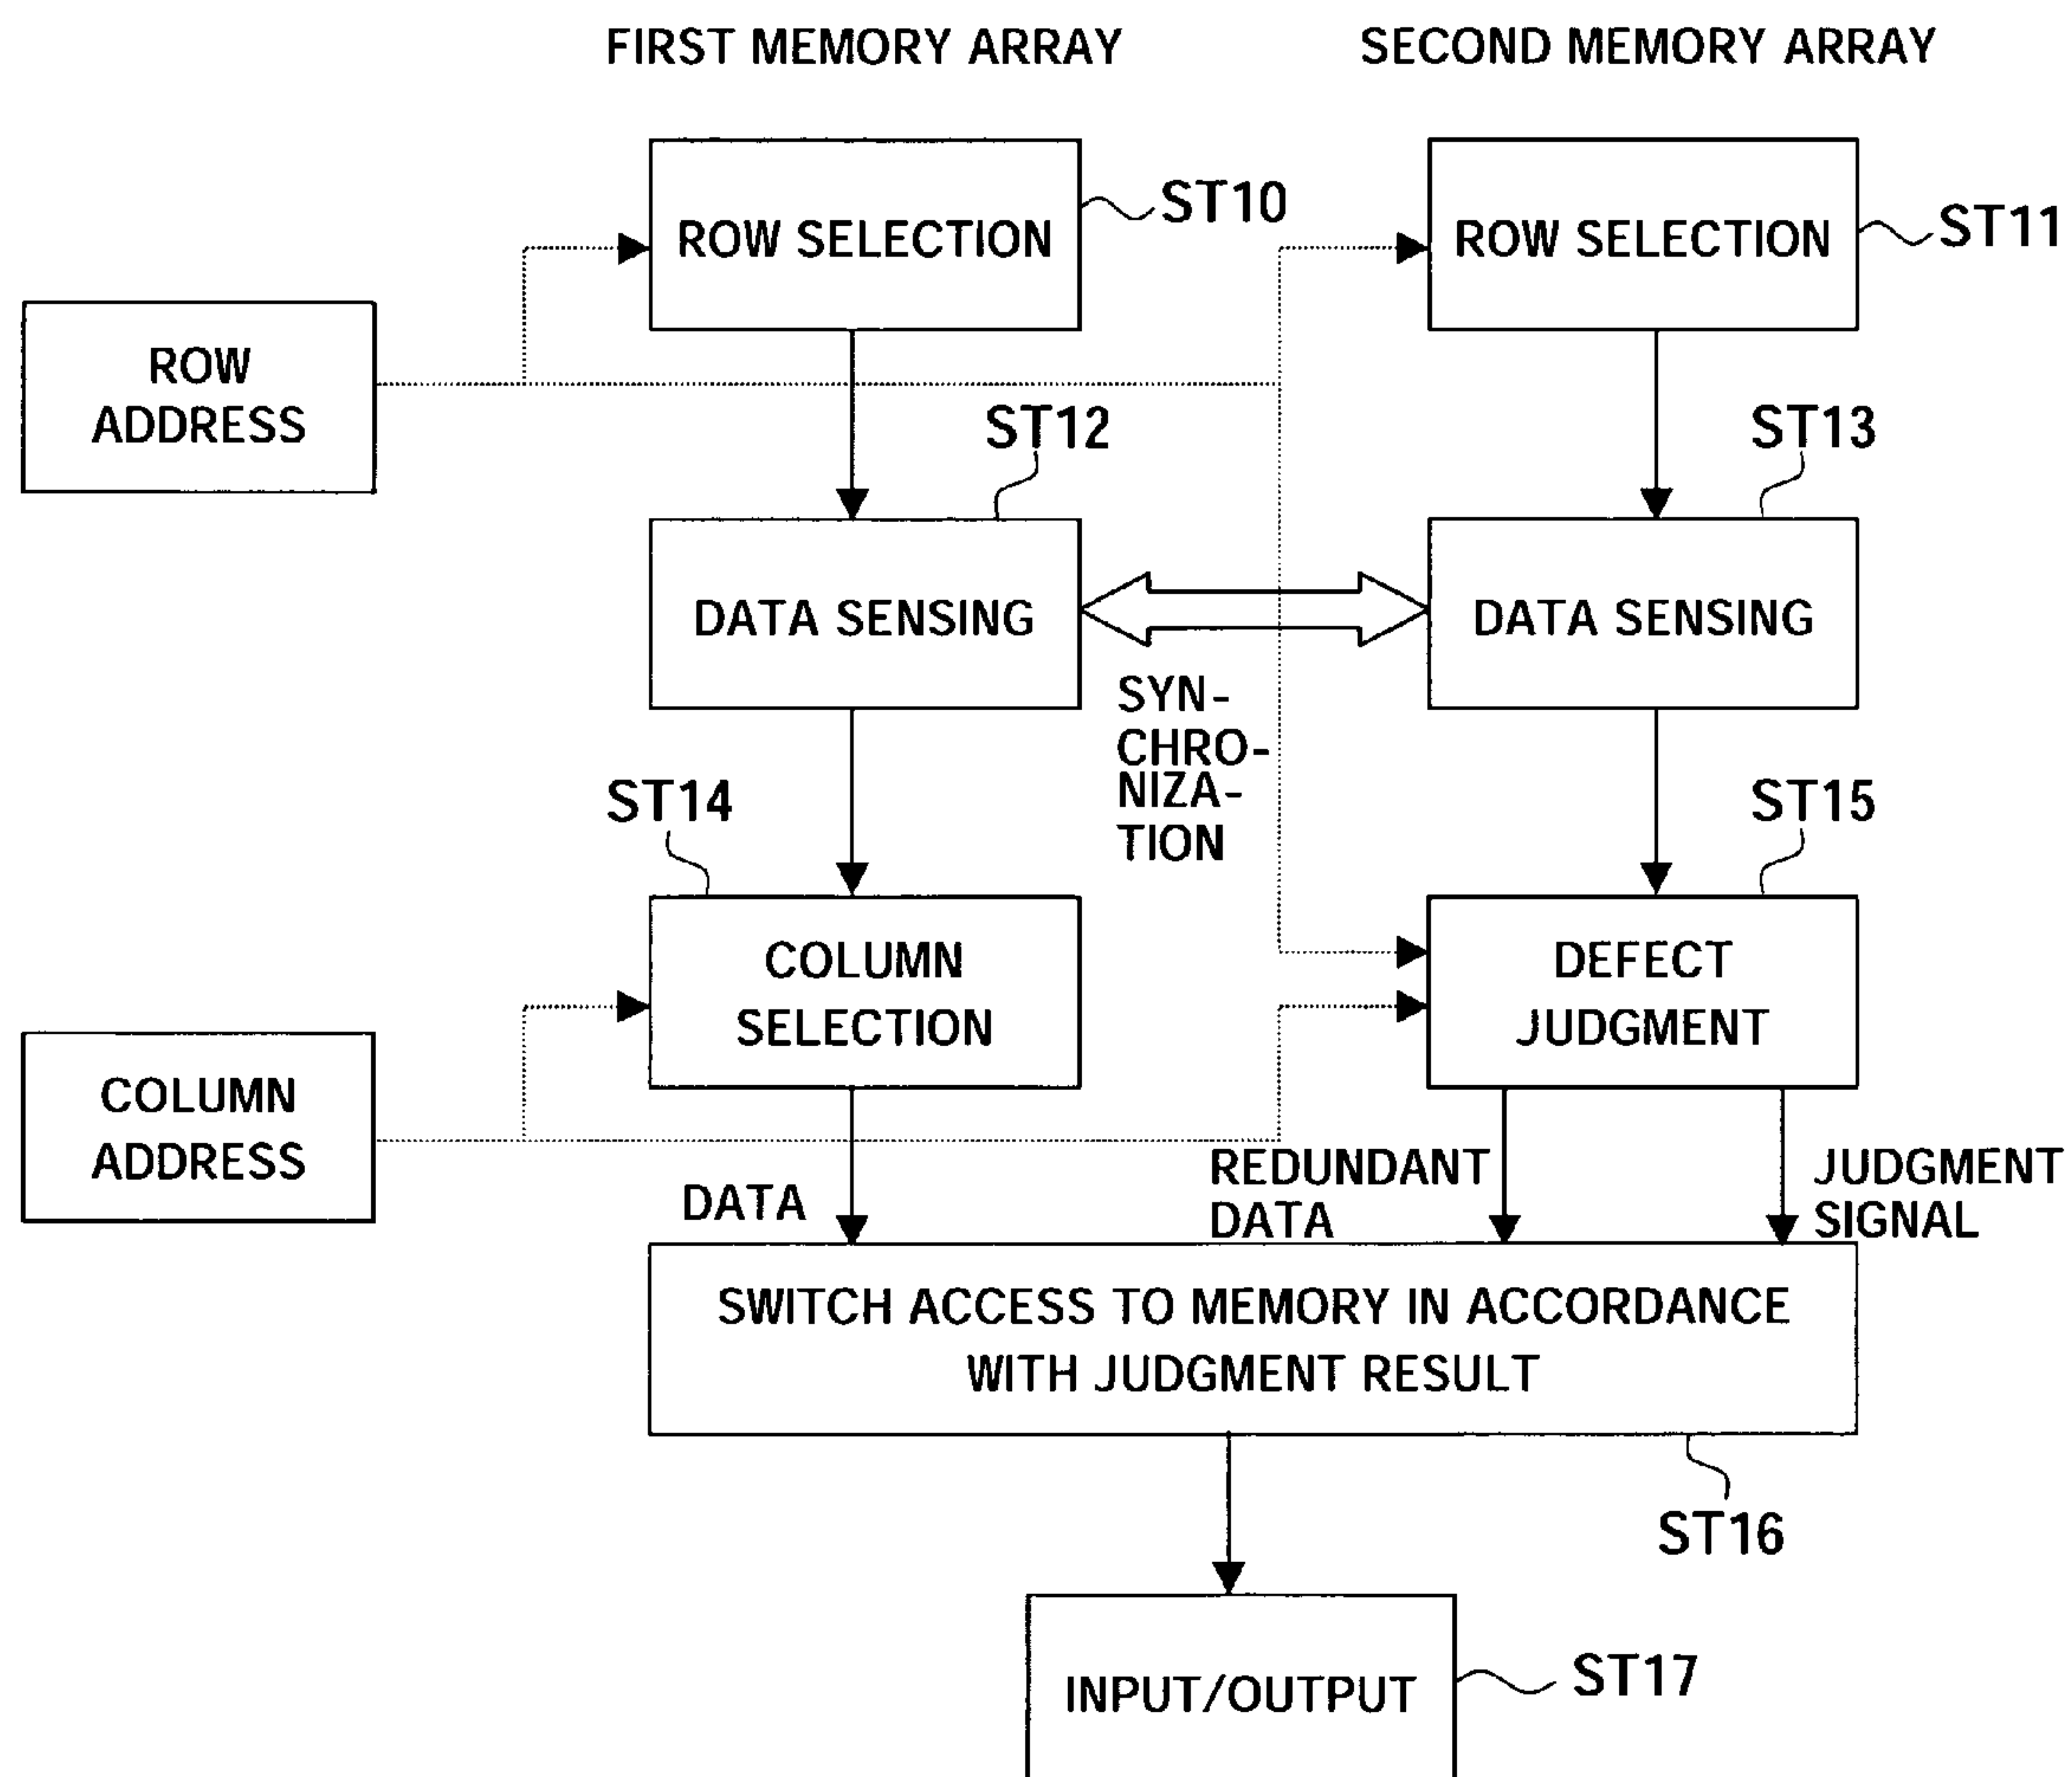 FIRST MEMORY ARRAY
SECOND MEMORY ARRAY
ROW SELECTION
ST10
ROW SELECTION
ST11
ROW
ADDRESS
ST12
ST13
DATA SENSING
DATA SENSING
SYN-
CHRO-
NIZA-
TION
ST14
ST15
COLUMN
SELECTION
DEFECT
JUDGMENT
COLUMN
ADDRESS
DATA
REDUNDANT
DATA
JUDGMENT
SIGNAL
SWITCH ACCESS TO MEMORY IN ACCORDANCE
WITH JUDGMENT RESULT
ST16
INPUT/OUTPUT
ST17